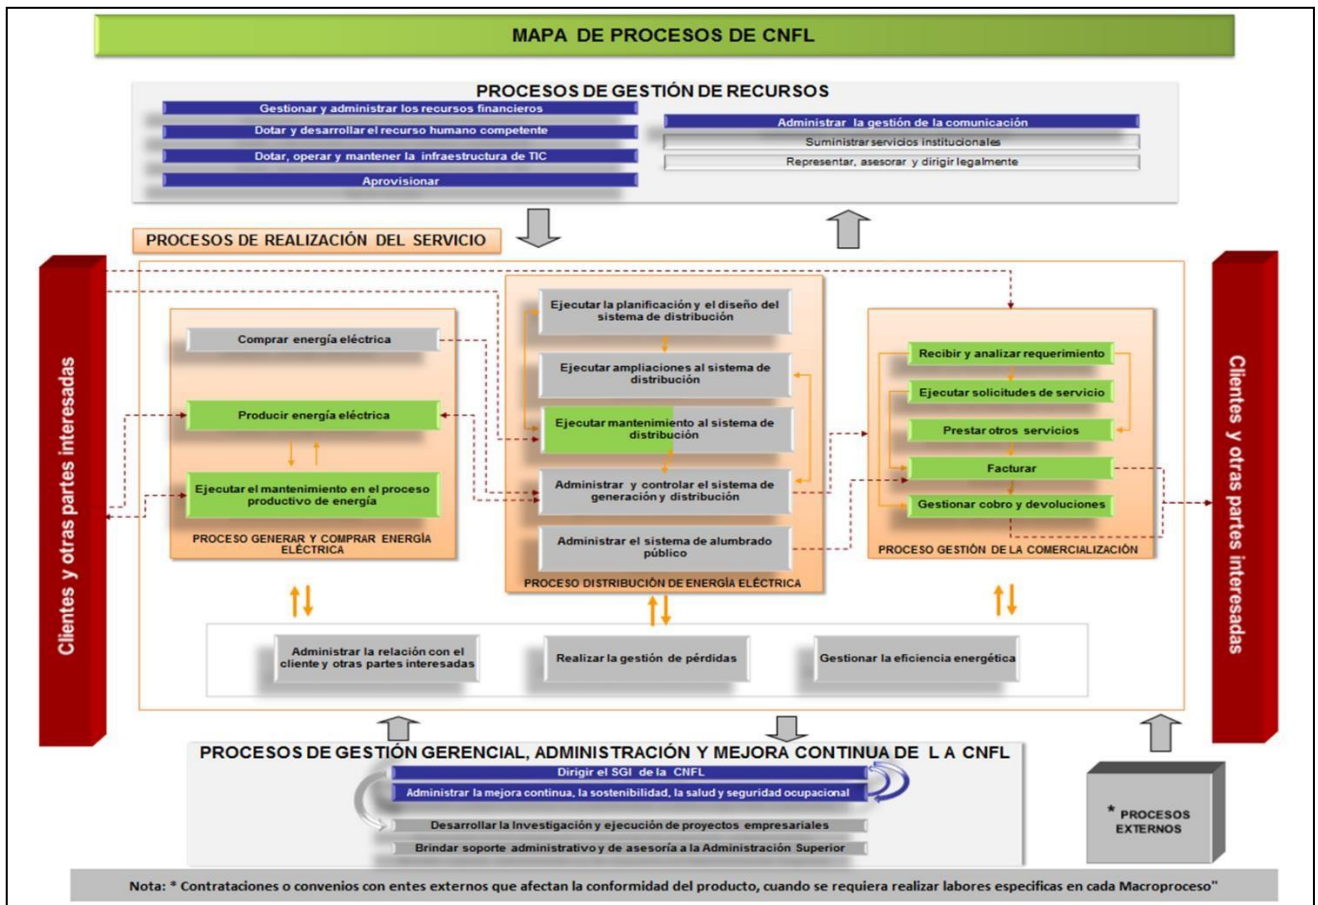 MAPA DE PROCESOS DE CNFL
PROCESOS DE GESTIÓN DE RECURSOS
Gestionar y administrar los recursos financieros
Dotar y desarrollar el recurso humano competente
Dotar, operar y mantener la infraestructura de TIC
Aprovisionar
Administrar la gestión de la comunicación
Suministrar servicios institucionales
Representar, asesorar y dirigir legalmente
PROCESOS DE REALIZACIÓN DEL SERVICIO
Clientes y otras partes interesadas
Comprar energía eléctrica
Producir energía eléctrica
Ejecutar el mantenimiento en el proceso
productivo de energía
PROCESO GENERAR Y COMPRAR ENERGÌA
ELÉCTRICA
Ejecutar la planificación y el diseño del
sistema de distribución
Ejecutar ampliaciones al sistema de
distribución
Ejecutar mantenimiento al sistema de
distribución
Administrar y controlar el sistema de
generación y distribución
Administrar el sistema de alumbrado
público
PROCESO DISTRIBUCIÓN DE ENERGÌA ELÉCTRICA
Recibir y analizar requerimiento
Ejecutar solicitudes de servicio
Prestar otros servicios
Facturar
Gestionar cobro y devoluciones
PROCESO GESTIÓN DE LA COMERCIALIZACIÓN
Clientes y otras partes interesadas
Administrar la relación con el
cliente y otras partes interesadas
Realizar la gestión de pérdidas
Gestionar la eficiencia energética
PROCESOS DE GESTIÓN GERENCIAL, ADMINISTRACIÓN Y MEJORA CONTINUA DE L A CNFL
Dirigir el SGI de la CNFL
Administrar la mejora continua, la sostenibilidad, la salud y seguridad ocupacional
Desarrollar la Investigación y ejecución de proyectos empresariales
Brindar soporte administrativo y de asesoría a la Administración Superior
* PROCESOS
EXTERNOS
Nota: * Contrataciones o convenios con entes externos que afectan la conformidad del producto, cuando se requiera realizar labores especificas en cada Macroproceso"